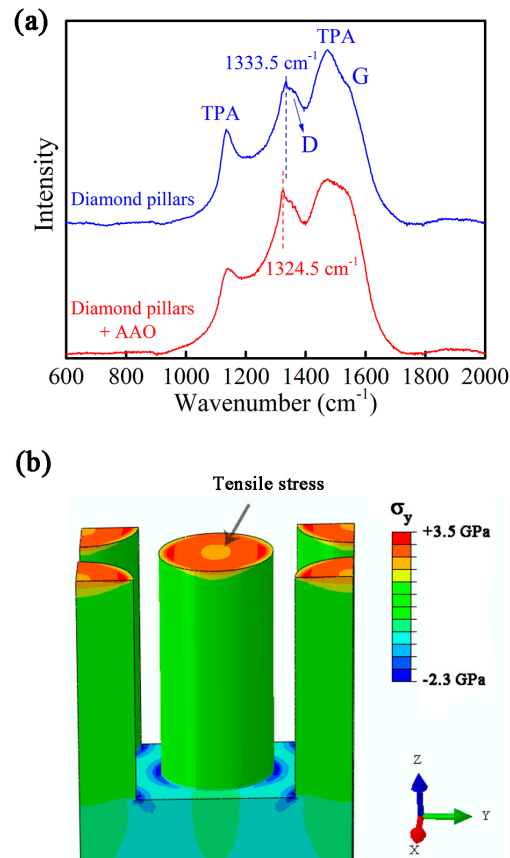 (a)
TPA
1333.5 cm⁻¹
G
TPA
D
Intensity
Diamond pillars
1324.5 cm⁻¹
Diamond pillars
+ AAO
600 800 1000 1200 1400 1600 1800 2000
Wavenumber (cm⁻¹)
(b)
Tensile stress
σy
+3.5 GPa
-2.3 GPa
Z
Y
X